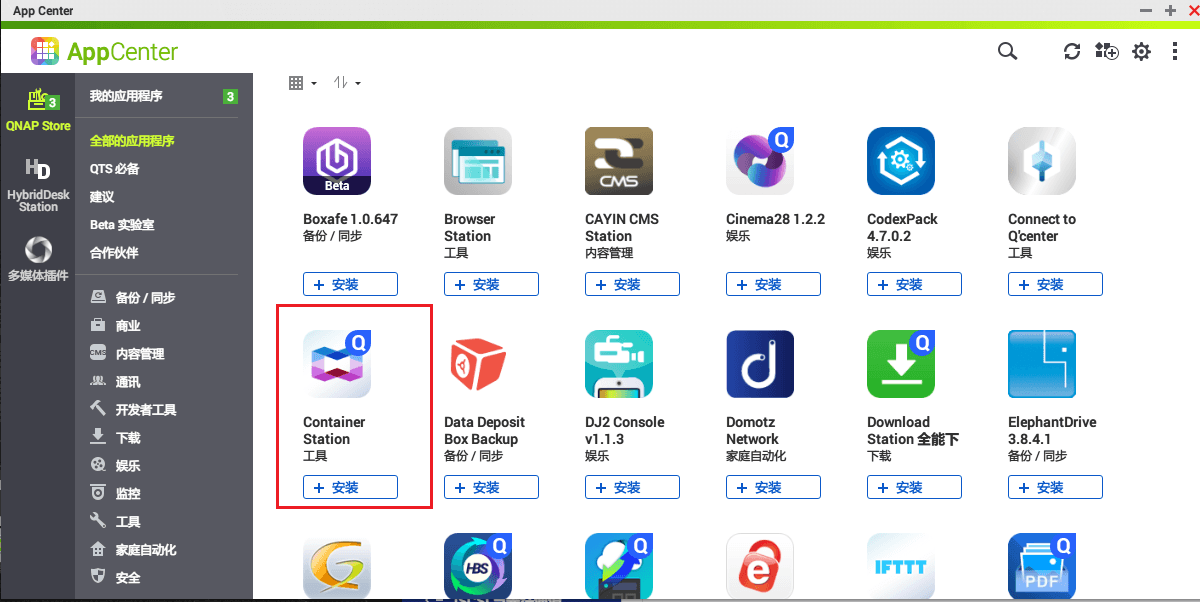 App Center
AppCenter
3
QNAP Store
HD
HybridDesk
Station
多媒体插件
我的应用程序 3
全部的应用程序
QTS 必备
建议
Beta 实验室
合作伙伴
备份 / 同步
商业
CMS 内容管理
通讯
开发者工具
下载
娱乐
监控
工具
家庭自动化
安全
Beta
CMS
Q
Boxafe 1.0.647
备份 / 同步
+ 安装
Browser
Station
工具
+ 安装
CAYIN CMS
Station
内容管理
+ 安装
Cinema28 1.2.2
娱乐
+ 安装
CodexPack
4.7.0.2
娱乐
+ 安装
Connect to
Q'center
工具
+ 安装
Q
Container
Station
工具
+ 安装
Data Deposit
Box Backup
备份 / 同步
+ 安装
DJ2 Console
v1.1.3
娱乐
+ 安装
d
Domotz
Network
家庭自动化
+ 安装
Q
Download
Station 全能下
下载
+ 安装
ElephantDrive
3.8.4.1
备份 / 同步
+ 安装
HBS
Q
Q
e
IFTTT
Q
PDF